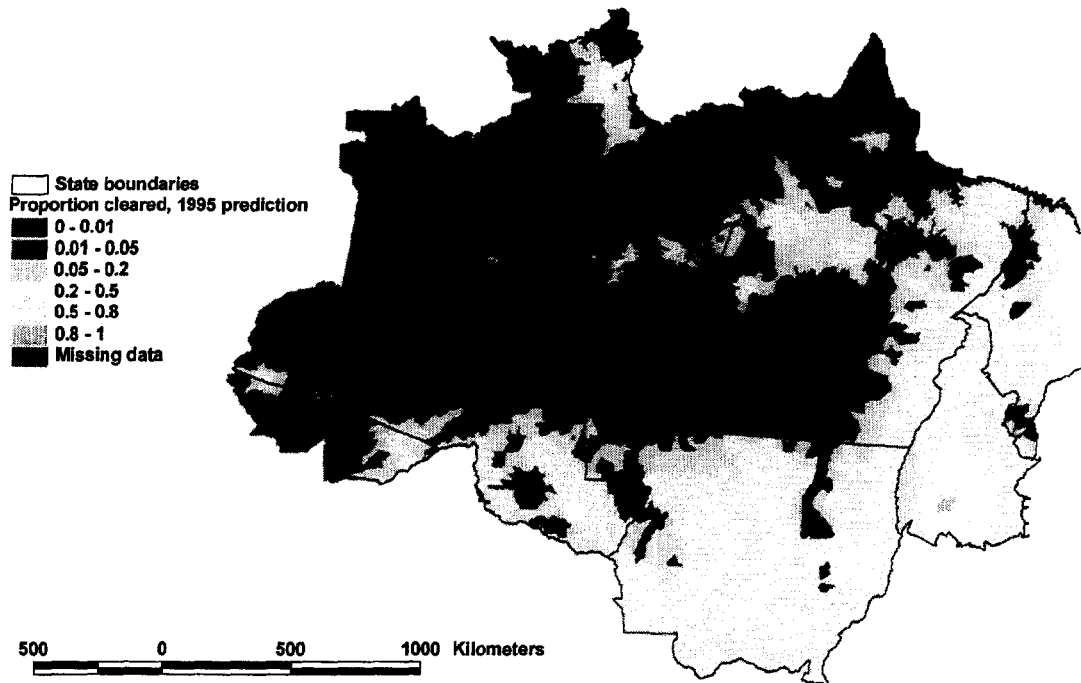 State boundaries
Proportion cleared, 1995 prediction
0 - 0.01
0.01 - 0.05
0.05 - 0.2
0.2 - 0.5
0.5 - 0.8
0.8 - 1
Missing data
500 0 500 1000 Kilometers